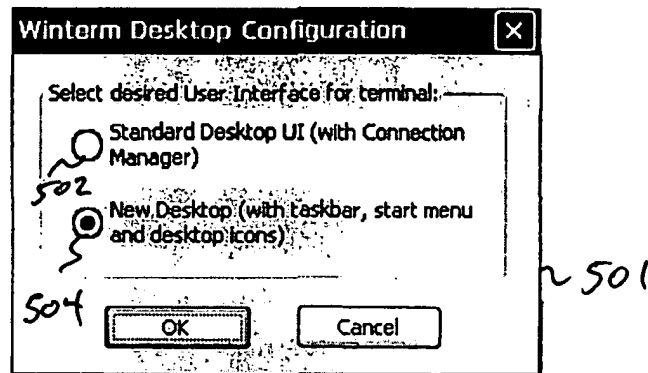 Winterm Desktop Configuration
Select desired User Interface for terminal:
Standard Desktop UI (with Connection
Manager)
502
New Desktop (with taskbar, start menu
and desktop icons)
501
504
OK
Cancel